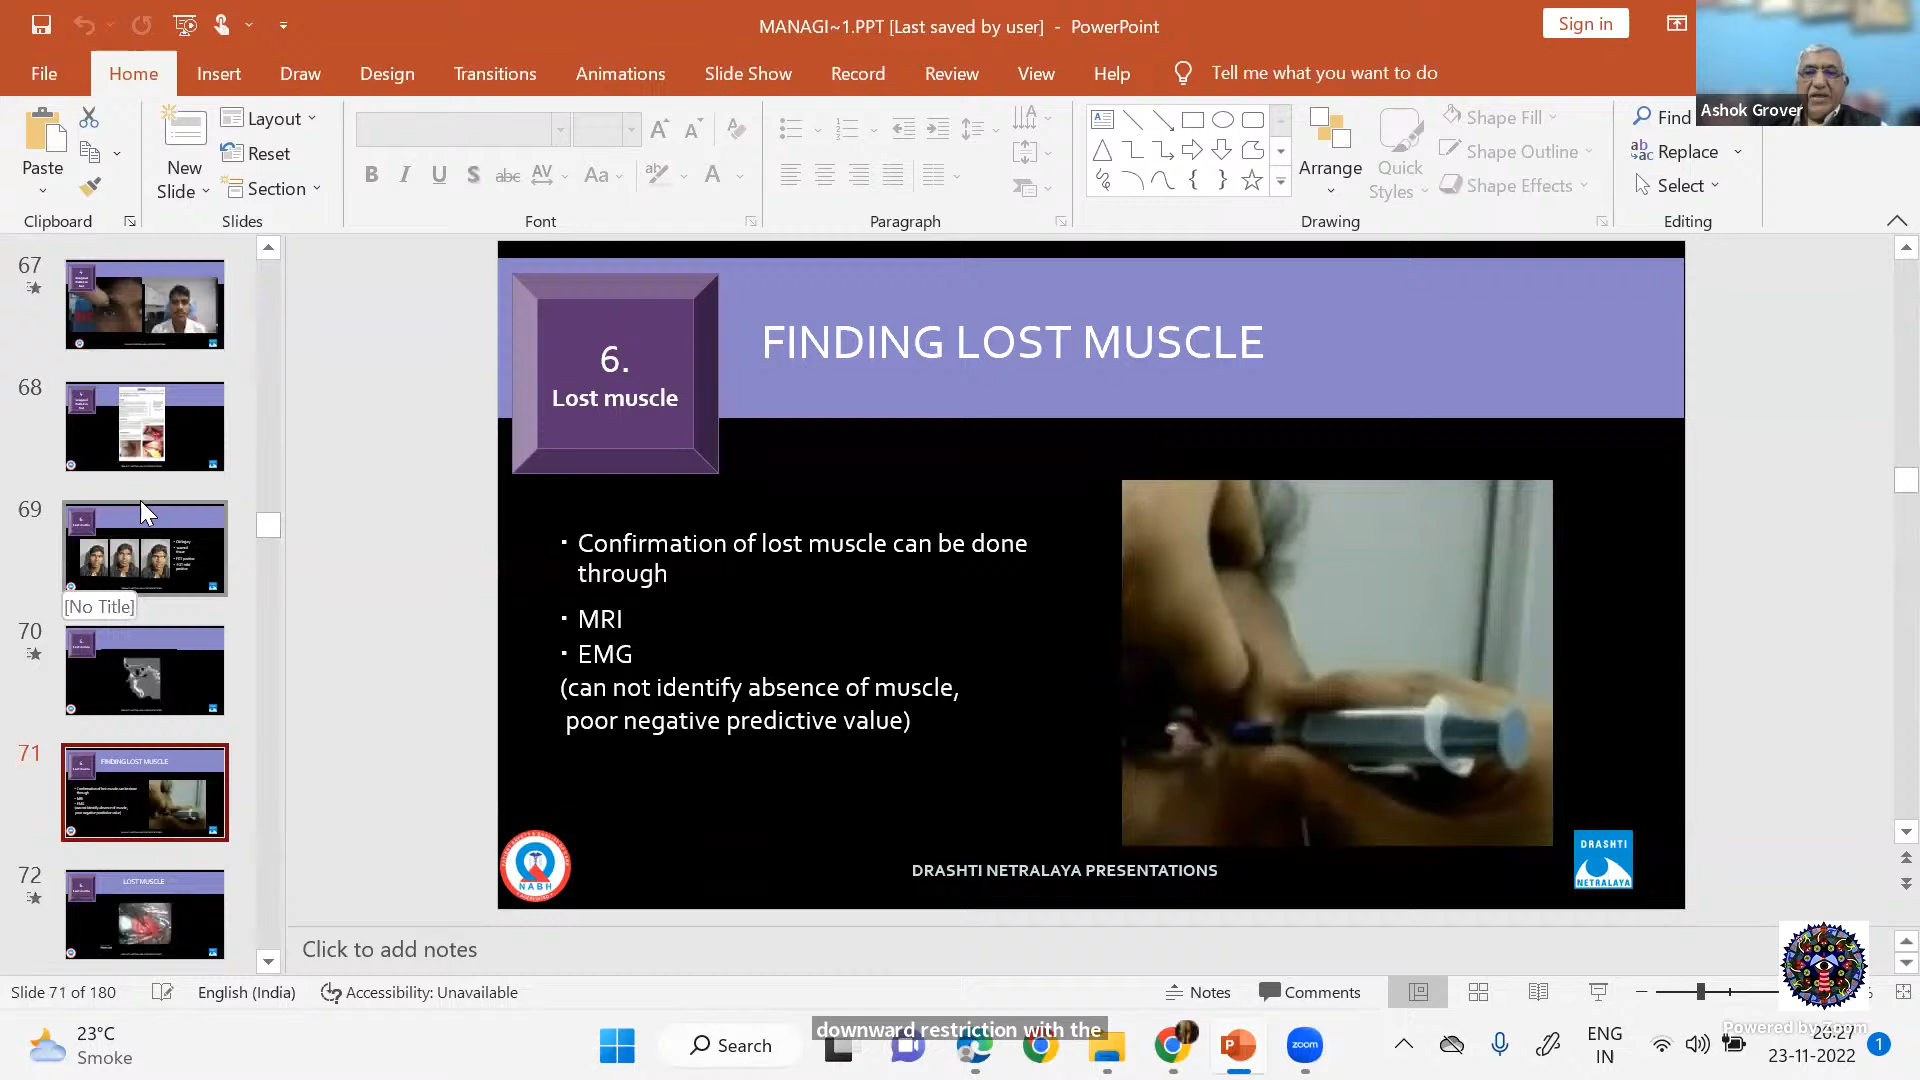 MANAGI~1.PPT [Last saved by user] - PowerPoint
Sign in
File Home Insert Draw Design Transitions Animations Slide Show Record Review View Help Tell me what you want to do
Ashok Grover
Paste
New Slide
Layout
Reset
Section
Find
Replace
Select
Arrange
Quick Styles
Shape Fill
Shape Outline
Shape Effects
Clipboard Slides Font Paragraph Drawing Editing
67
68
69
[No Title]
70
71
72
6.
Lost muscle
FINDING LOST MUSCLE
· Confirmation of lost muscle can be done
through
· MRI
· EMG
(can not identify absence of muscle,
poor negative predictive value)
NABH
DRASHTI NETRALAYA PRESENTATIONS
DRASHTI
NETRALAYA
Click to add notes
Slide 71 of 180 English (India) Accessibility: Unavailable Notes Comments
downward restriction with the
Powered by Zoom
23°C
Smoke
Search
zoom
ENG
IN
20:27
23-11-2022
1